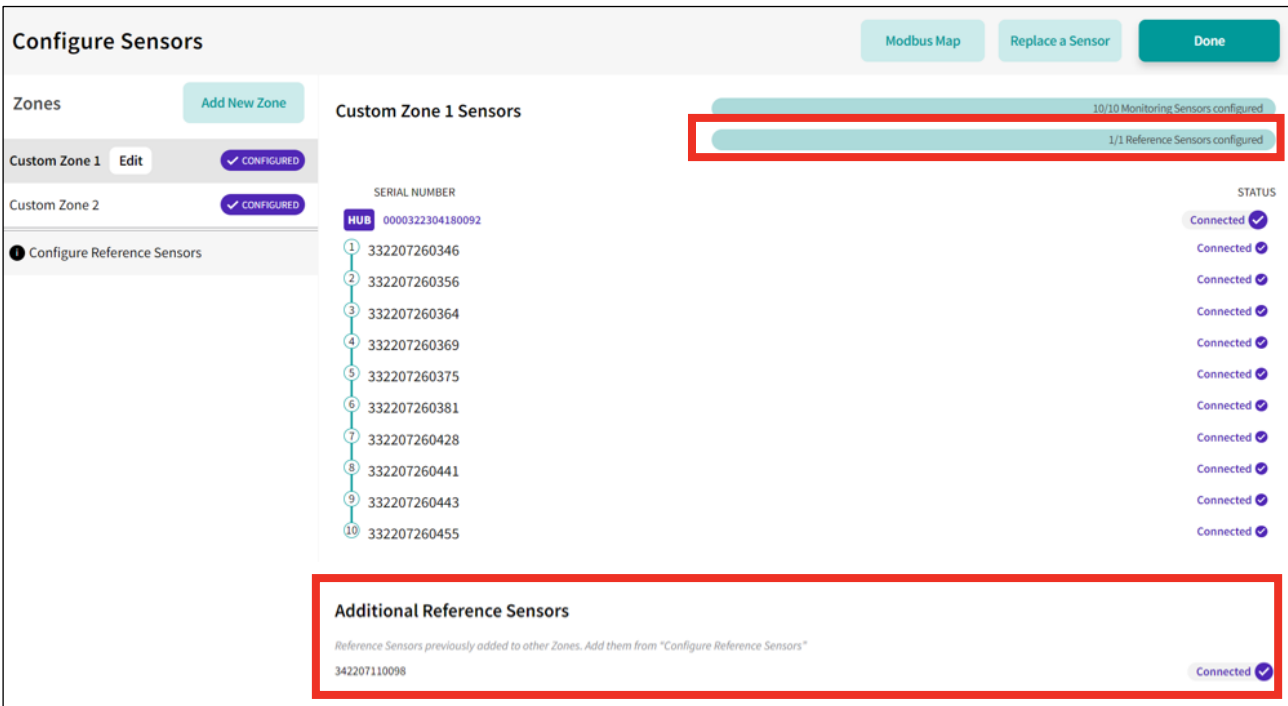 Configure Sensors
Modbus Map
Replace a Sensor
Done
Zones
Add New Zone
Custom Zone 1
Edit
CONFIGURED
Custom Zone 2
CONFIGURED
Configure Reference Sensors
Custom Zone 1 Sensors
10/10 Monitoring Sensors configured
1/1 Reference Sensors configured
SERIAL NUMBER STATUS
HUB 0000322304180092 Connected
1 332207260346 Connected
2 332207260356 Connected
3 332207260364 Connected
4 332207260369 Connected
5 332207260375 Connected
6 332207260381 Connected
7 332207260428 Connected
8 332207260441 Connected
9 332207260443 Connected
10 332207260455 Connected
Additional Reference Sensors
Reference Sensors previously added to other Zones. Add them from "Configure Reference Sensors"
342207110098 Connected